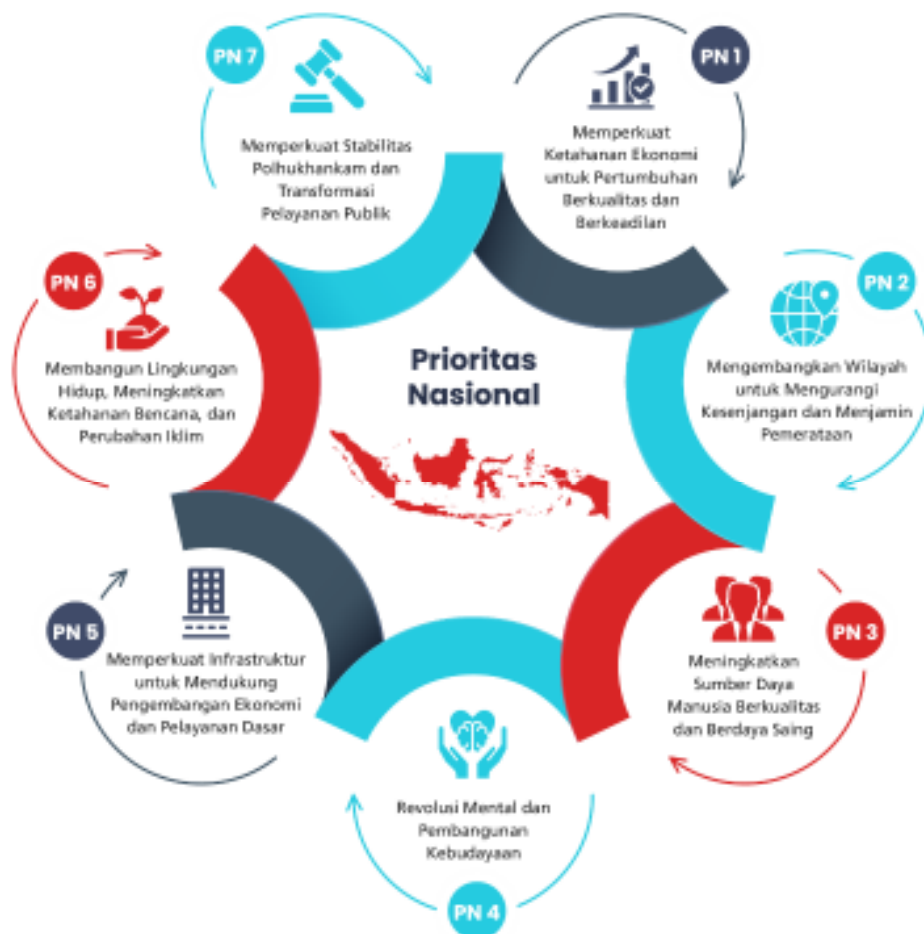 Prioritas
Nasional
PN 1
Memperkuat
Ketahanan Ekonomi
untuk Pertumbuhan
Berkualitas dan
Berkeadilan
PN 2
Mengembangkan Wilayah
untuk Mengurangi
Kesenjangan dan Menjamin
Pemerataan
PN 3
Meningkatkan
Sumber Daya
Manusia Berkualitas
dan Berdaya Saing
PN 4
Revolusi Mental dan
Pembangunan
Kebudayaan
PN 5
Memperkuat Infrastruktur
untuk Mendukung
Pengembangan Ekonomi
dan Pelayanan Dasar
PN 6
Membangun Lingkungan
Hidup, Meningkatkan
Ketahanan Bencana, dan
Perubahan Iklim
PN 7
Memperkuat Stabilitas
Polhukhankam dan
Transformasi
Pelayanan Publik